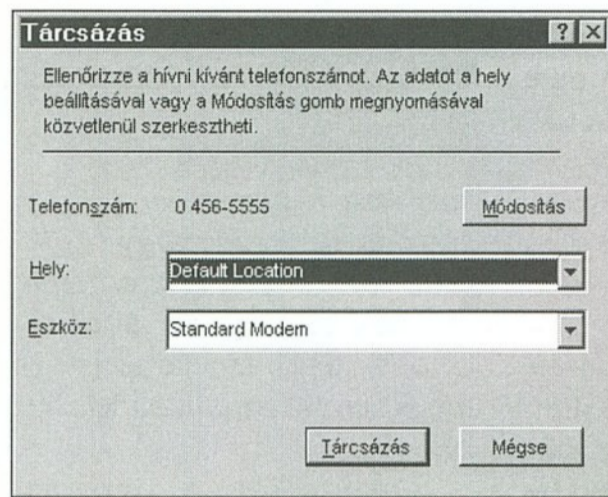 Tárcsázás
Ellenőrizze a hívni kívánt telefonszámot. Az adatot a hely
beállításával vagy a Módosítás gomb megnyomásával
közvetlenül szerkesztheti.
Telefonszám: 0 456-5555 Módosítás
Hely: Default Location
Eszköz: Standard Modem
Tárcsázás Mégse